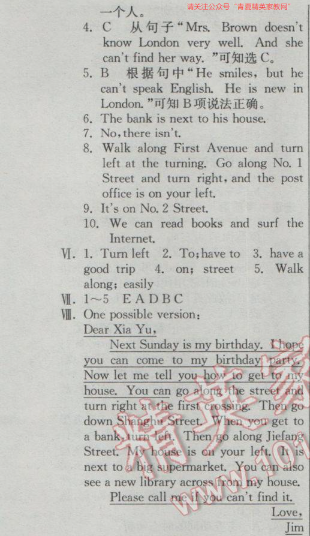 请关注公众号"青夏精英家教网"
一个人。
4. C 从句子"Mrs. Brown doesn't
know London very well. And she
can't find her way."可知选C。
5. B 根据句中"He smiles, but he
can't speak English. He is new in
London."可知B项说法正确。
6. The bank is next to his house.
7. No, there isn't.
8. Walk along First Avenue and turn
left at the turning. Go along No. 1
Street and turn right, and the post
office is on your left.
9. It's on No. 2 Street.
10. We can read books and surf the
Internet.
Ⅵ. 1. Turn left 2. To; have to 3. have a
good trip 4. on; street 5. Walk
along; easily
Ⅶ. 1~5 EADBC
Ⅷ. One possible version:
Dear Xia Yu,
Next Sunday is my birthday. I hope
you can come to my birthday party.
Now let me tell you how to get to my
house. You can go along the street and
turn right at the first crossing. Then go
down Shanghai Street. When you get to
a bank, turn left. Then go along Jiefang
Street. My house is on your left. It is
next to a big supermarket. You can also
see a new library across from my house.
Please call me if you can't find it.
Love,
Jim